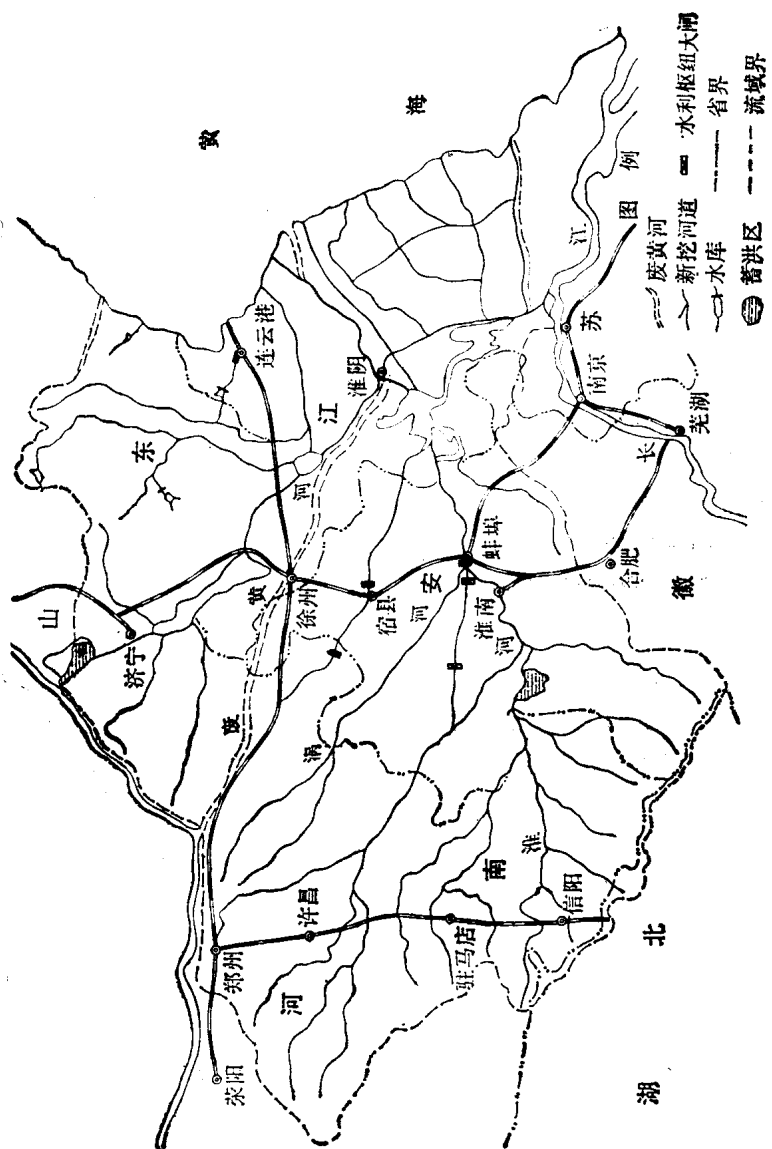 山
济宁
东
黄
海
荥阳
郑州
废
黄
河
连云港
河
许昌
徐州
涡
河
江
淮阴
宿县
安
驻马店
淮南
蚌埠
南
淮
河
信阳
江
苏
南京
合肥
长
湖
北
徽
芜湖
图 例
废黄河
新挖河道
水利枢纽大闸
水库
省界
蓄洪区
流域界